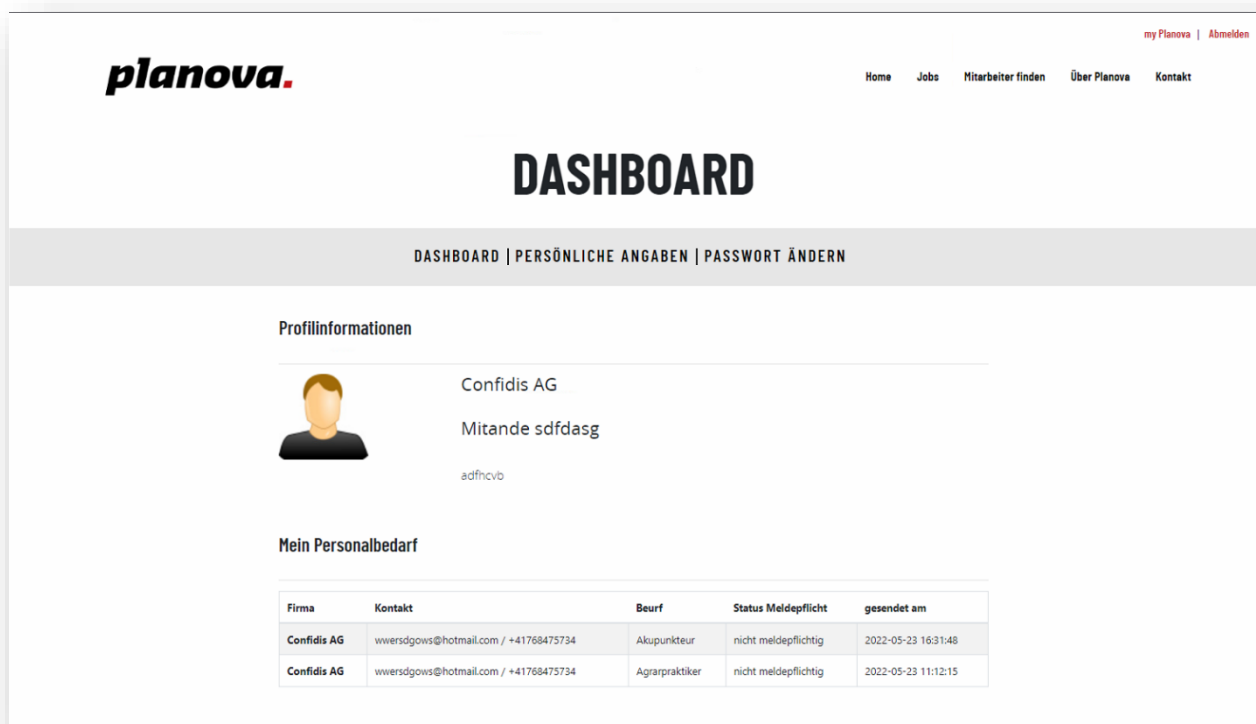 my Planova | Abmelden
planova.
Home Jobs Mitarbeiter finden Über Planova Kontakt
DASHBOARD
DASHBOARD | PERSÖNLICHE ANGABEN | PASSWORT ÄNDERN
Profilinformationen
Confidis AG
Mitande sdfdasg
adfhcvb
Mein Personalbedarf
Firma Kontakt Beurf Status Meldepflicht gesendet am
Confidis AG wwersdgows@hotmail.com / +41768475734 Akupunkteur nicht meldepflichtig 2022-05-23 16:31:48
Confidis AG wwersdgows@hotmail.com / +41768475734 Agrarpraktiker nicht meldepflichtig 2022-05-23 11:12:15